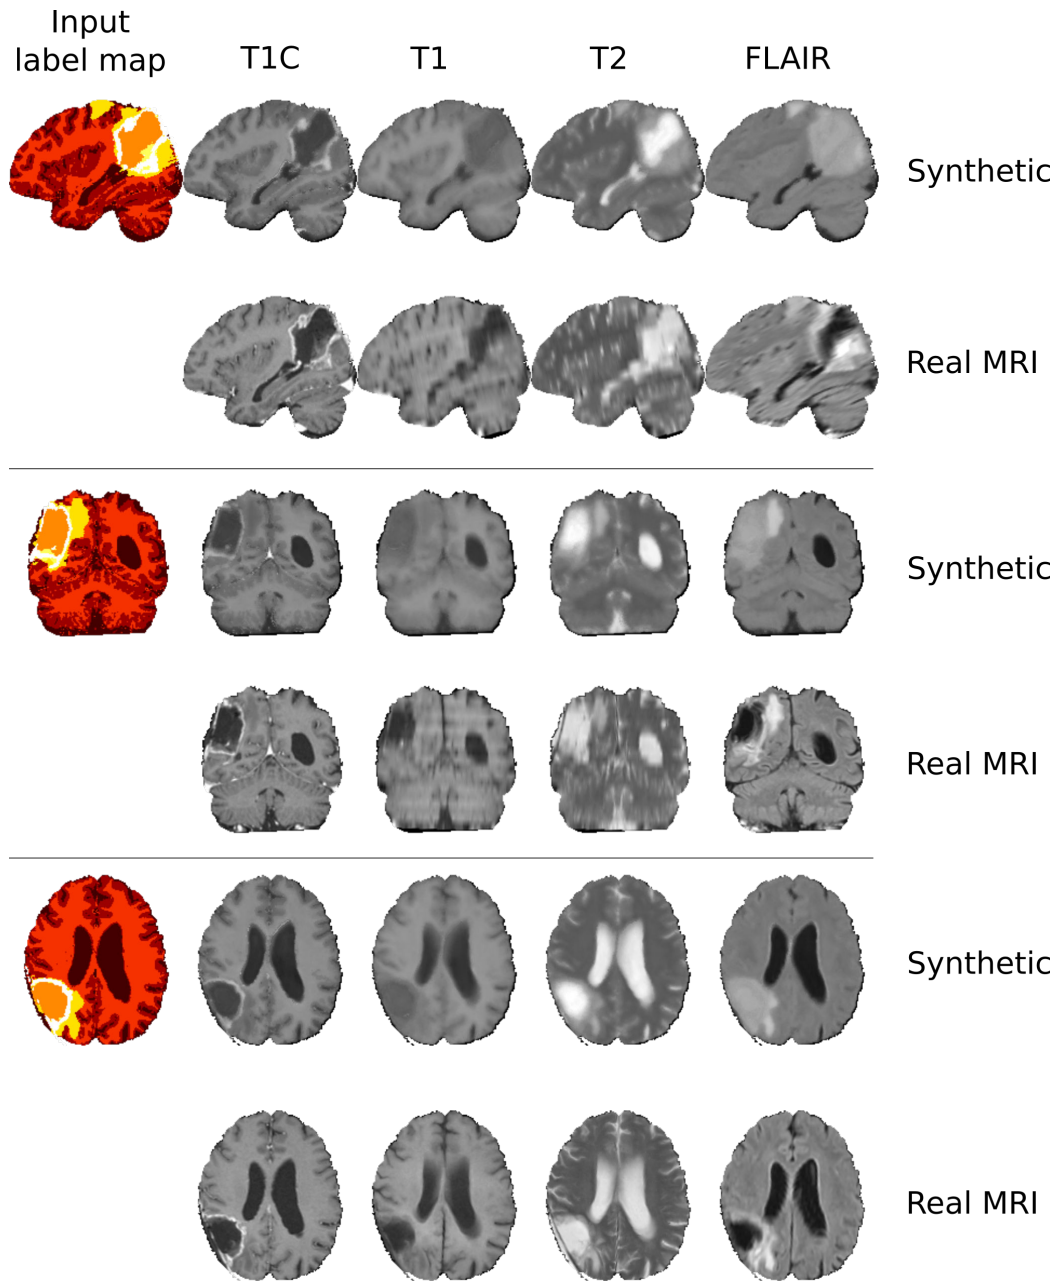 Input
label map
T1C
T1
T2
FLAIR
Synthetic
Real MRI
Synthetic
Real MRI
Synthetic
Real MRI